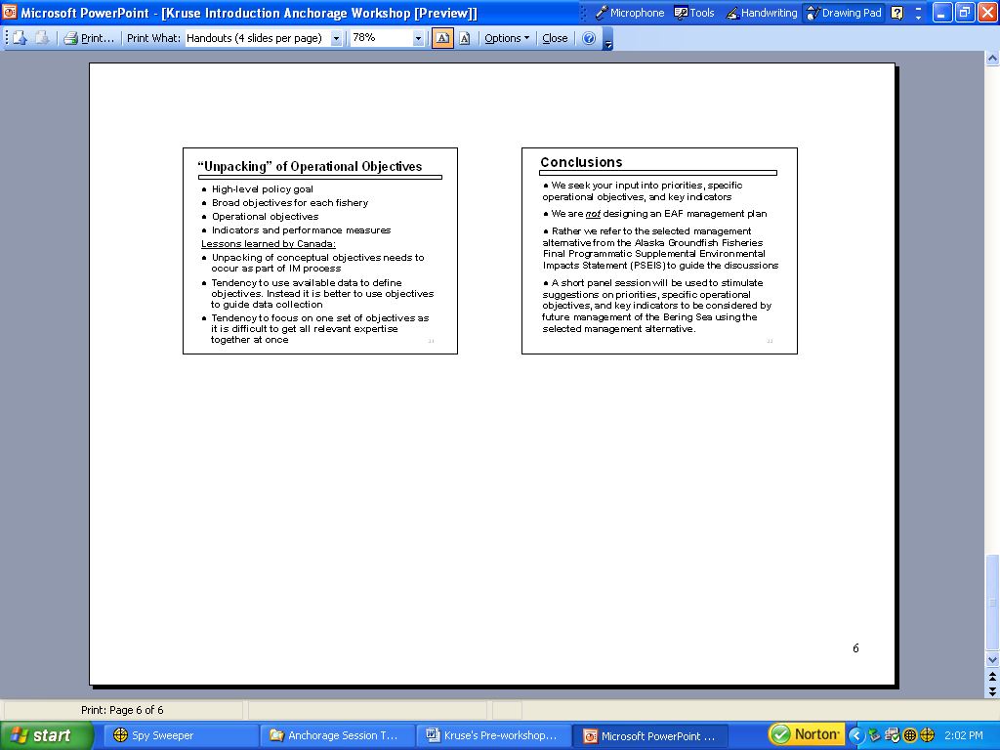 Microsoft PowerPoint - [Kruse Introduction Anchorage Workshop [Preview]]
Microphone Tools Handwriting Drawing Pad
Print... Print What: Handouts (4 slides per page) 78% Options Close
“Unpacking” of Operational Objectives
● High-level policy goal
● Broad objectives for each fishery
● Operational objectives
● Indicators and performance measures
Lessons learned by Canada:
● Unpacking of conceptual objectives needs to
occur as part of IM process
● Tendency to use available data to define
objectives. Instead it is better to use objectives
to guide data collection
● Tendency to focus on one set of objectives as
it is difficult to get all relevant expertise
together at once
Conclusions
● We seek your input into priorities, specific
operational objectives, and key indicators
● We are not designing an EAF management plan
● Rather we refer to the selected management
alternative from the Alaska Groundfish Fisheries
Final Programmatic Supplemental Environmental
Impacts Statement (PSEIS) to guide the discussions
● A short panel session will be used to stimulate
suggestions on priorities, specific operational
objectives, and key indicators to be considered by
future management of the Bering Sea using the
selected management alternative.
6
Print: Page 6 of 6
start Spy Sweeper Anchorage Session T... Kruse's Pre-workshop... Microsoft PowerPoint ... Norton 2:02 PM